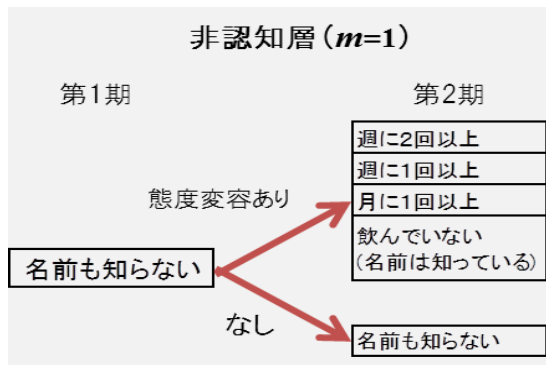 非認知層(m=1)
第1期
第2期
週に2回以上
週に1回以上
態度変容あり
月に1回以上
飲んでいない
(名前は知っている)
名前も知らない
なし
名前も知らない